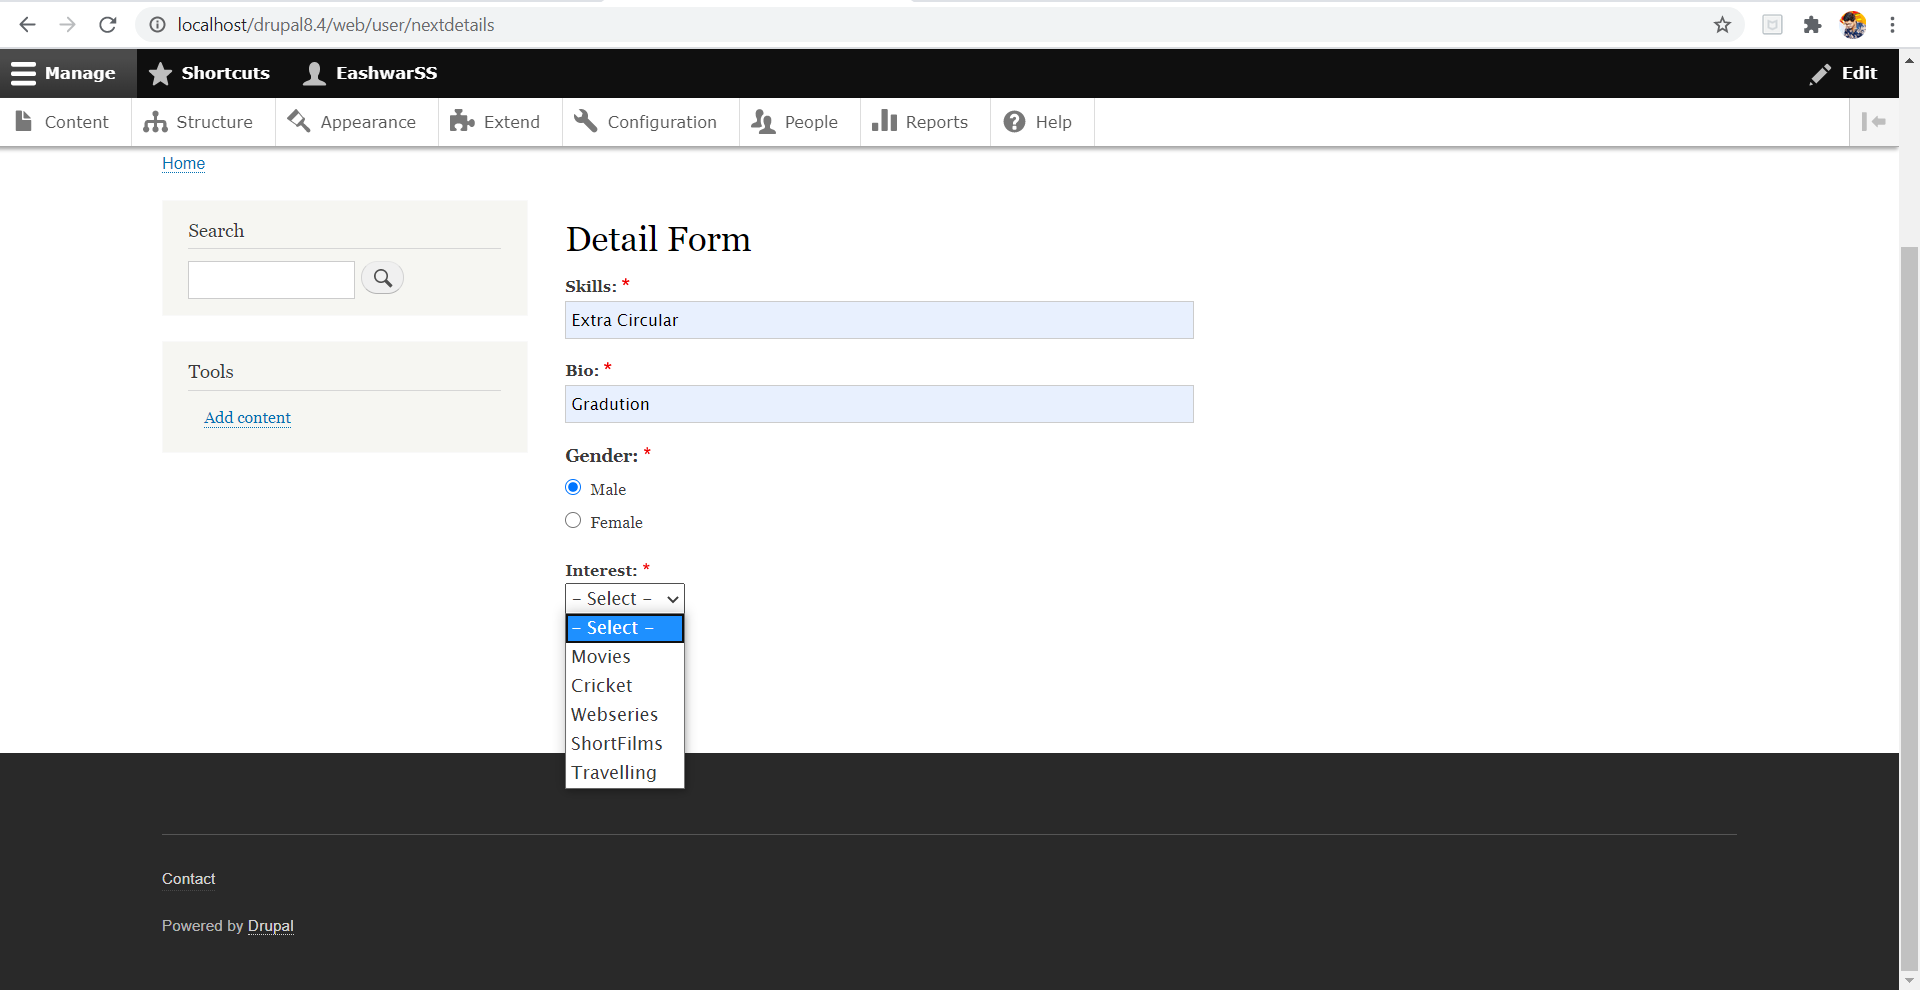 localhost/drupal8.4/web/user/nextdetails
Manage Shortcuts EashwarSS Edit
Content Structure Appearance Extend Configuration People Reports Help
Home
Search
Tools
Add content
Detail Form
Skills: *
Extra Circular
Bio: *
Gradution
Gender: *
Male
Female
Interest: *
- Select -
- Select -
Movies
Cricket
Webseries
ShortFilms
Travelling
Contact
Powered by Drupal